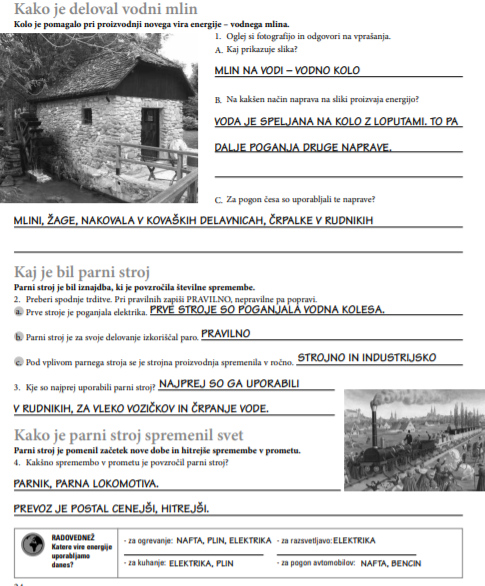 Kako je deloval vodni mlin
Kolo je pomagalo pri proizvodnji novega vira energije – vodnega mlina.
1. Oglej si fotografijo in odgovori na vprašanja.
A. Kaj prikazuje slika?
MLIN NA VODI – VODNO KOLO
B. Na kakšen način naprava na sliki proizvaja energijo?
VODA JE SPELJANA NA KOLO Z LOPUTAMI. TO PA
DALJE POGANJA DRUGE NAPRAVE.
C. Za pogon česa so uporabljali te naprave?
MLINI, ŽAGE, NAKOVALA V KOVAŠKIH DELAVNICAH, ČRPALKE V RUDNIKIH
Kaj je bil parni stroj
Parni stroj je bil iznajdba, ki je povzročila številne spremembe.
2. Preberi spodnje trditve. Pri pravilnih zapiši PRAVILNO, nepravilne pa popravi.
a. Prve stroje je poganjala elektrika. PRVE STROJE SO POGANJALA VODNA KOLESA.
b. Parni stroj je za svoje delovanje izkoriščal paro. PRAVILNO
c. Pod vplivom parnega stroja se je strojna proizvodnja spremenila v ročno. STROJNO IN INDUSTRIJSKO
3. Kje so najprej uporabili parni stroj? NAJPREJ SO GA UPORABILI
V RUDNIKIH, ZA VLEKO VOZIČKOV IN ČRPANJE VODE.
Kako je parni stroj spremenil svet
Parni stroj je pomenil začetek nove dobe in hitrejše spremembe v prometu.
4. Kakšno spremembo v prometu je povzročil parni stroj?
PARNIK, PARNA LOKOMOTIVA.
PREVOZ JE POSTAL CENEJŠI, HITREJŠI.
RADOVEDNEŽ
Katere vire energije
uporabljamo
danes?
- za ogrevanje: NAFTA, PLIN, ELEKTRIKA - za razsvetljavo: ELEKTRIKA
- za kuhanje: ELEKTRIKA, PLIN - za pogon avtomobilov: NAFTA, BENCIN